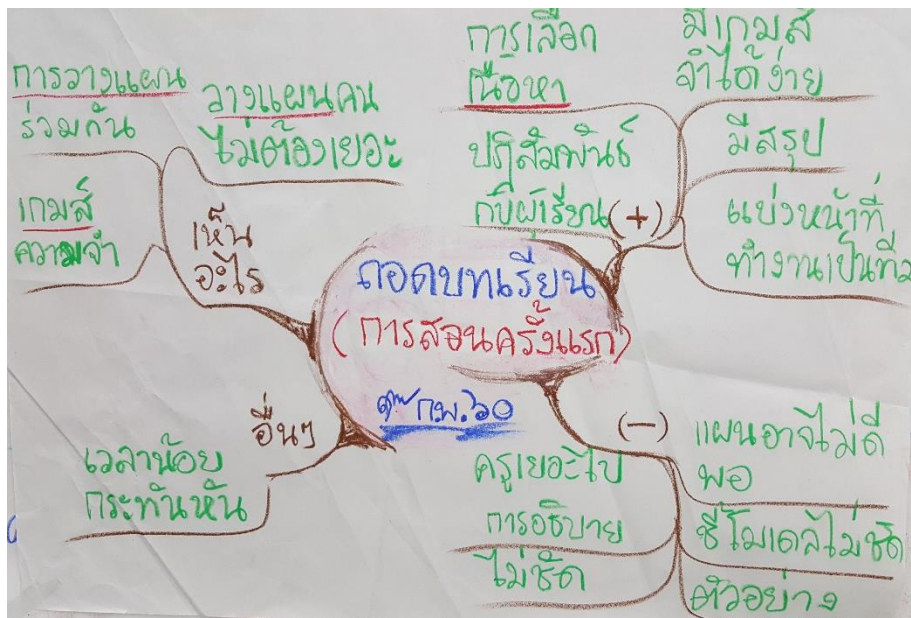 ถอดบทเรียน
(การสอนครั้งแรก)
กพ.๖๐
(+)
การเลือก
เนื้อหา
ปฏิสัมพันธ์
กับผู้เรียน
มีเกมส์
จำได้ง่าย
มีสรุป
แบ่งหน้าที่
ทำงานเป็นทีม
(-)
แผนอาจไม่ดี
พอ
ชี้โมเดลไม่ชัด
ตัวอย่าง
ครูเยอะไป
การอธิบาย
ไม่ชัด
อื่นๆ
เวลาน้อย
กระทันหัน
เห็น
อะไร
การวางแผน
ร่วมกัน
วางแผนคน
ไม่ต้องเยอะ
เกมส์
ความจำ